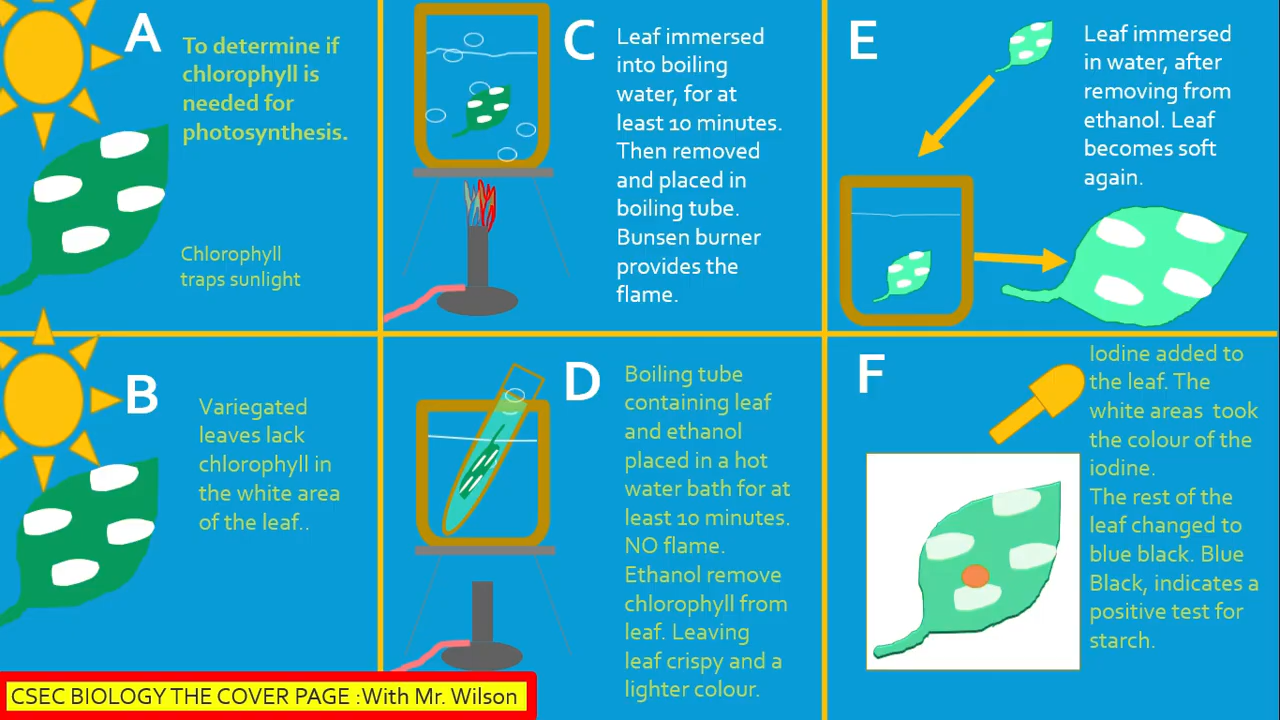 A
To determine if
chlorophyll is
needed for
photosynthesis.
Chlorophyll
traps sunlight
B
Variegated
leaves lack
chlorophyll in
the white area
of the leaf..
C
Leaf immersed
into boiling
water, for at
least 10 minutes.
Then removed
and placed in
boiling tube.
Bunsen burner
provides the
flame.
D
Boiling tube
containing leaf
and ethanol
placed in a hot
water bath for at
least 10 minutes.
NO flame.
Ethanol remove
chlorophyll from
leaf. Leaving
leaf crispy and a
lighter colour.
E
Leaf immersed
in water, after
removing from
ethanol. Leaf
becomes soft
again.
F
Iodine added to
the leaf. The
white areas  took
the colour of the
iodine.
The rest of the
leaf changed to
blue black. Blue
Black, indicates a
positive test for
starch.
CSEC BIOLOGY THE COVER PAGE :With Mr. Wilson